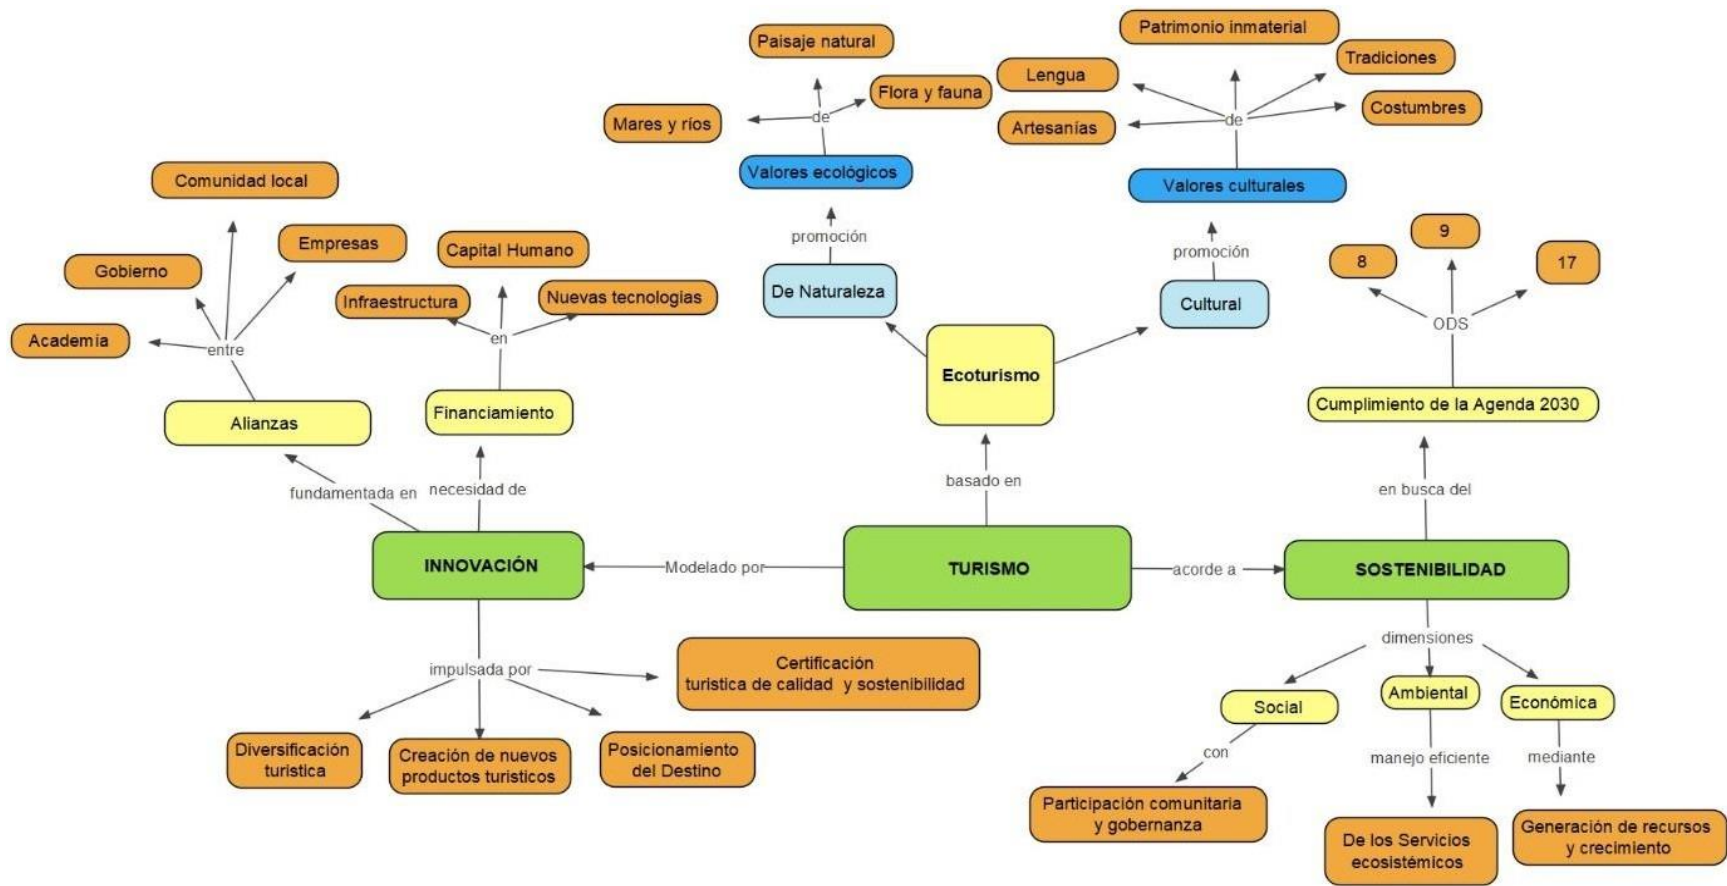 Patrimonio inmaterial
Paisaje natural
Tradiciones
Lengua
Flora y fauna
Costumbres
Mares y ríos
de
Artesanías
de
Valores ecológicos
Valores culturales
Comunidad local
promoción
promoción
Empresas
Capital Humano
9
Gobierno
8
17
De Naturaleza
Cultural
Infraestructura
Nuevas tecnologias
Academía
entre
en
ODS
Ecoturismo
Alianzas
Financiamiento
Cumplimiento de la Agenda 2030
fundamentada en
necesidad de
basado en
en busca del
INNOVACIÓN
Modelado por
TURISMO
acorde a
SOSTENIBILIDAD
impulsada por
Certificación
turistica de calidad y sostenibilidad
dimensiones
Social
Ambiental
Económica
Diversificación
turistica
Creación de nuevos
productos turisticos
Posicionamiento
del Destino
con
manejo eficiente
mediante
Participación comunitaria
y gobernanza
De los Servicios
ecosistémicos
Generación de recursos
y crecimiento